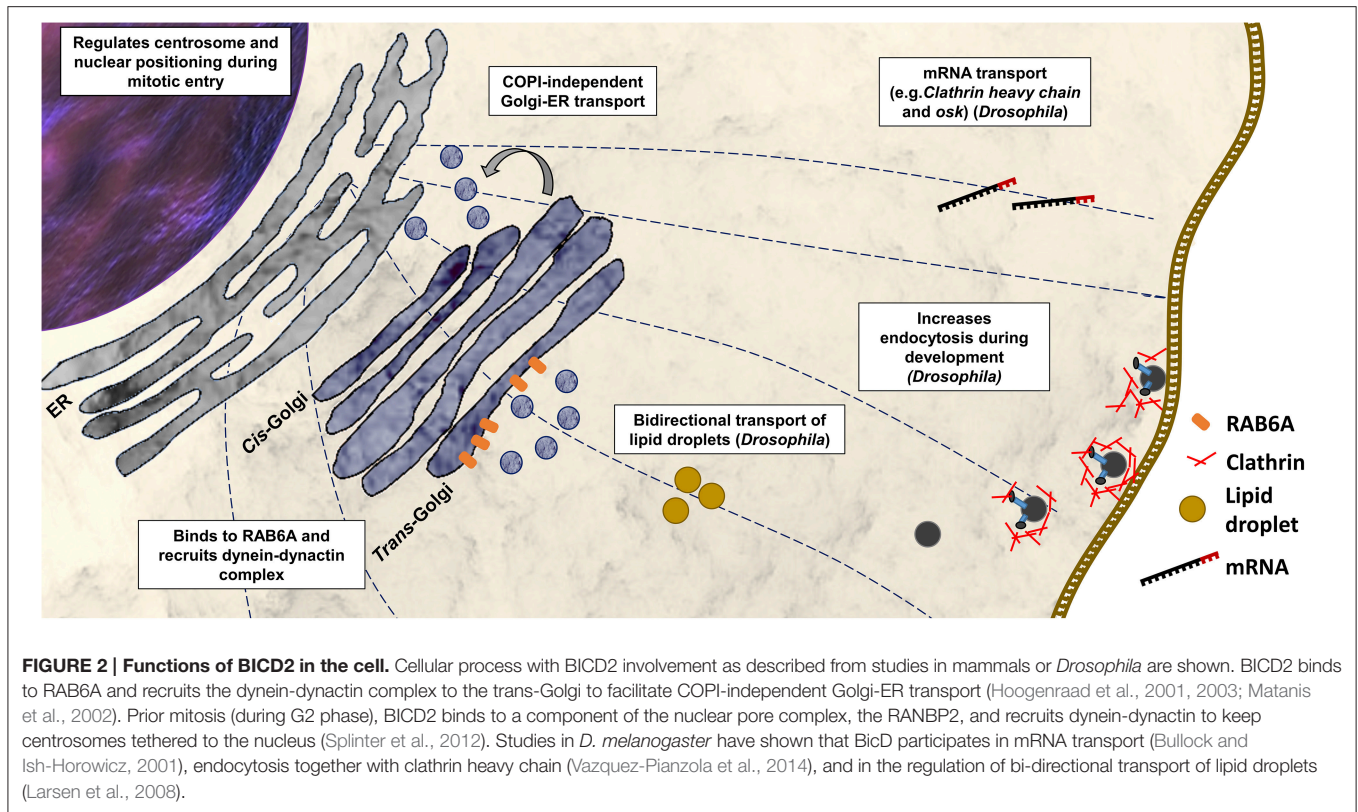 Regulates centrosome and
nuclear positioning during
mitotic entry
COPI-independent
Golgi-ER transport
mRNA transport
(e.g.Clathrin heavy chain
and osk) (Drosophila)
Increases
endocytosis during
development
(Drosophila)
Bidirectional transport of
lipid droplets (Drosophila)
ER
Cis-Golgi
Trans-Golgi
Binds to RAB6A and
recruits dynein-dynactin
complex
RAB6A
Clathrin
Lipid
droplet
mRNA
FIGURE 2 | Functions of BICD2 in the cell. Cellular process with BICD2 involvement as described from studies in mammals or Drosophila are shown. BICD2 binds
to RAB6A and recruits the dynein-dynactin complex to the trans-Golgi to facilitate COPI-independent Golgi-ER transport (Hoogenraad et al., 2001, 2003; Matanis
et al., 2002). Prior mitosis (during G2 phase), BICD2 binds to a component of the nuclear pore complex, the RANBP2, and recruits dynein-dynactin to keep
centrosomes tethered to the nucleus (Splinter et al., 2012). Studies in D. melanogaster have shown that BicD participates in mRNA transport (Bullock and
Ish-Horowicz, 2001), endocytosis together with clathrin heavy chain (Vazquez-Pianzola et al., 2014), and in the regulation of bi-directional transport of lipid droplets
(Larsen et al., 2008).